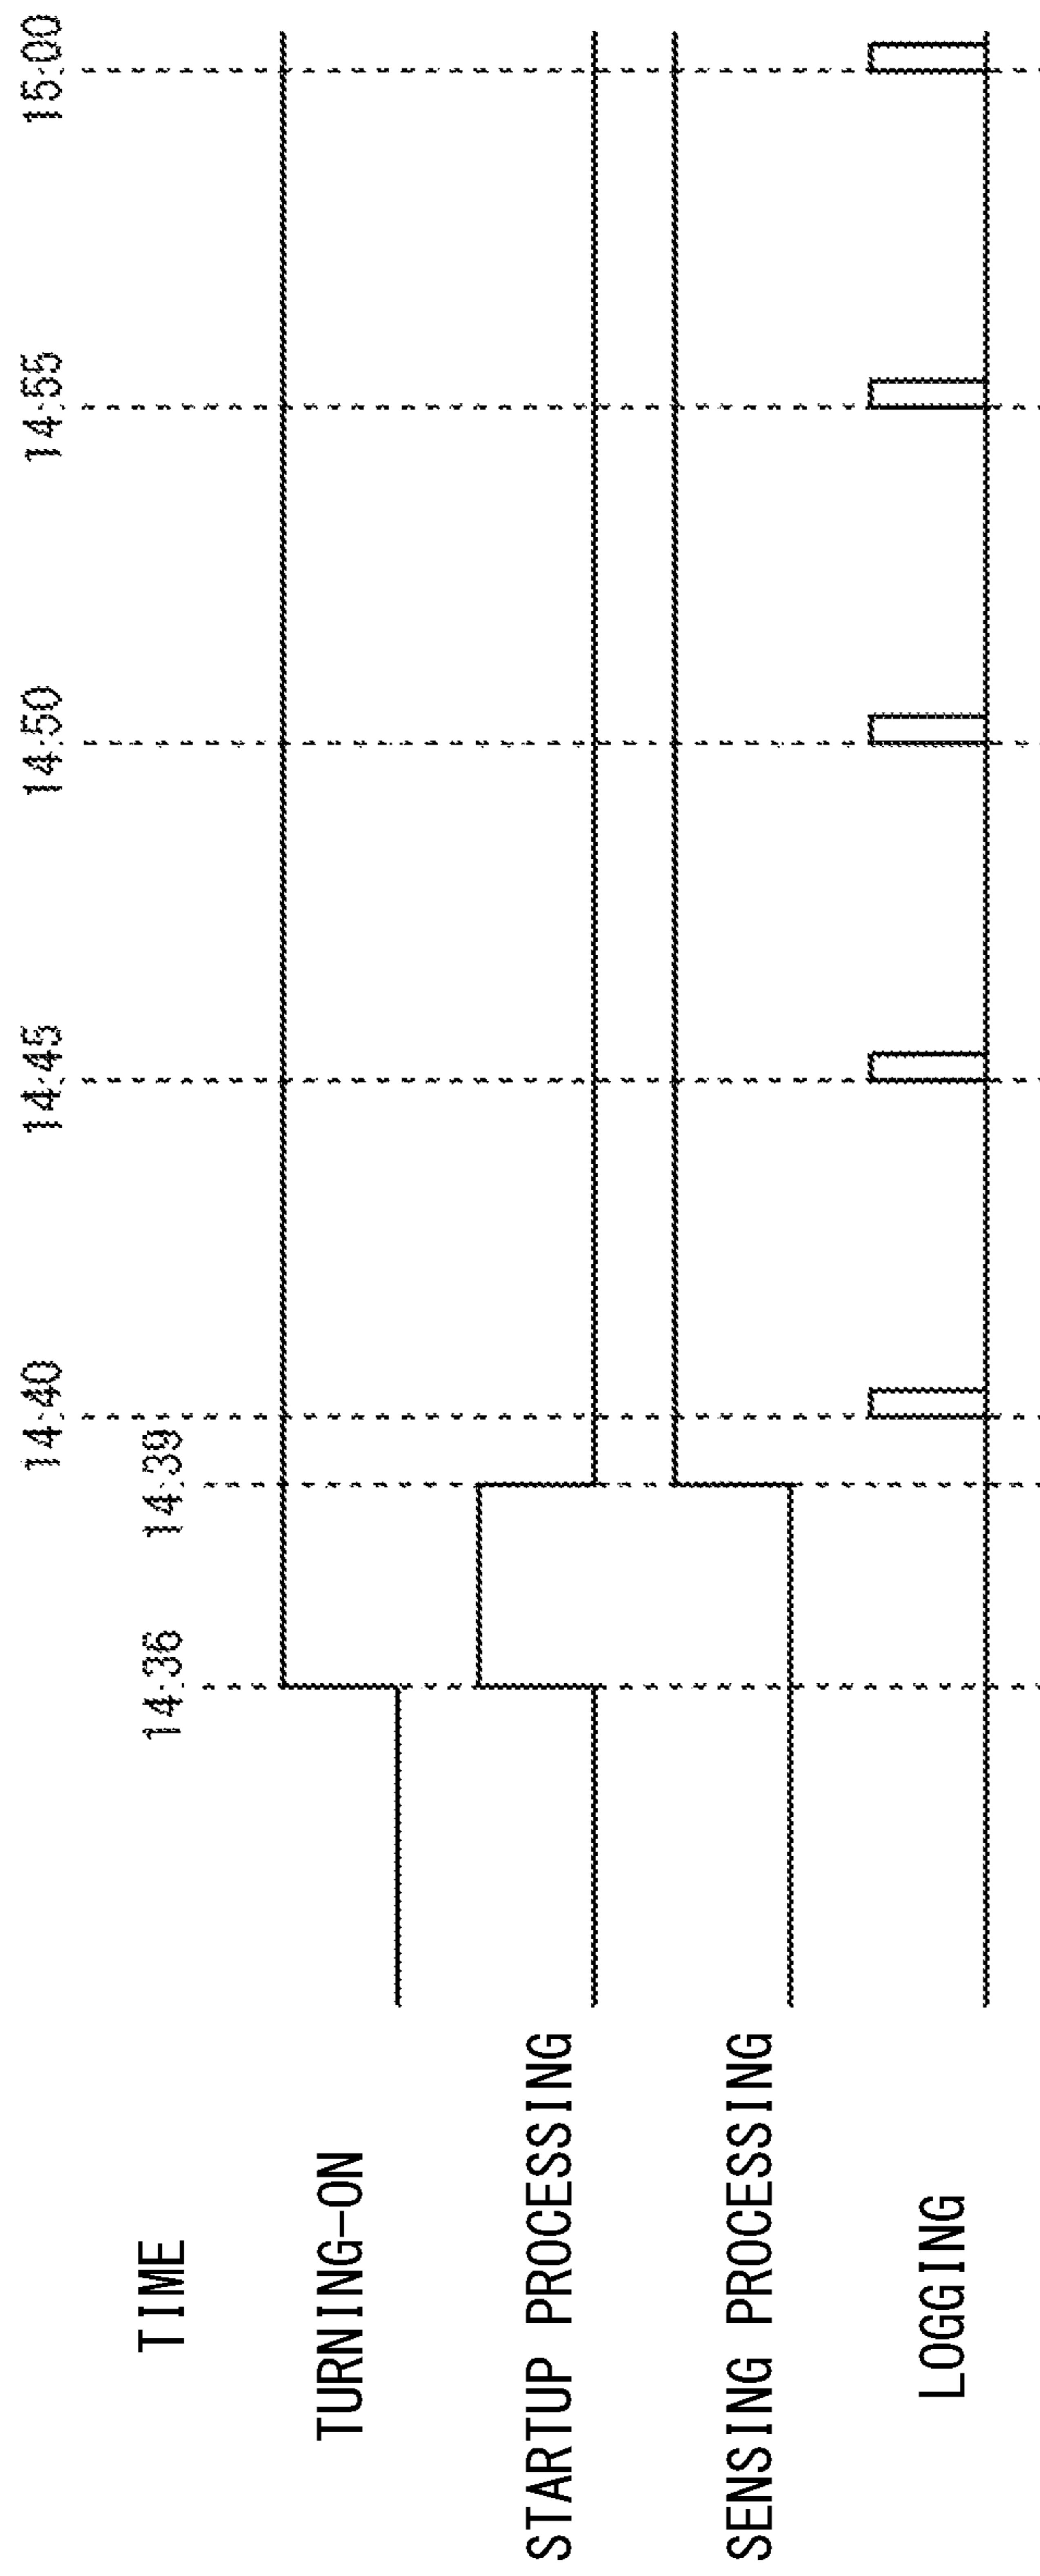 14:40 14:45 14:50 14:55 15:00
TIME 14:36 14:39
TURNING-ON
STARTUP PROCESSING
SENSING PROCESSING
LOGGING